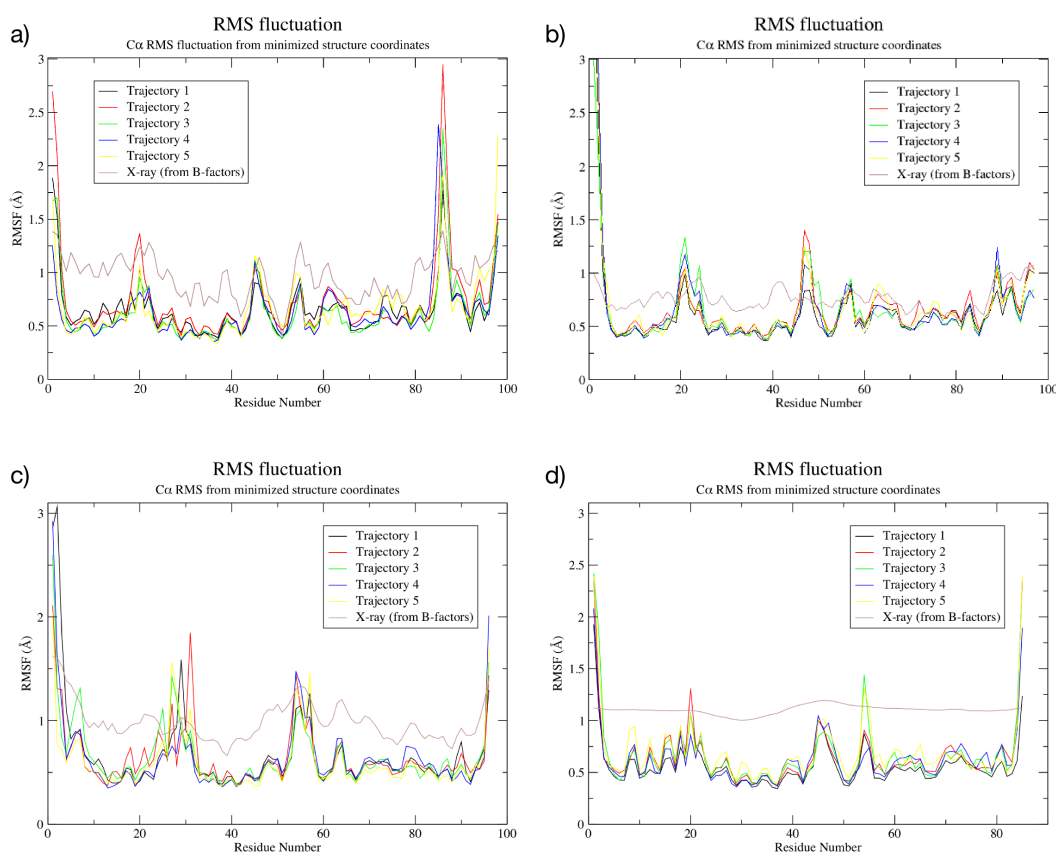 a)
RMS fluctuation
Cα RMS fluctuation from minimized structure coordinates
Trajectory 1
Trajectory 2
Trajectory 3
Trajectory 4
Trajectory 5
X-ray (from B-factors)
RMSF (Å)
3
2.5
2
1.5
1
0.5
0
0 20 40 60 80 100
Residue Number
b)
RMS fluctuation
Cα RMS from minimized structure coordinates
Trajectory 1
Trajectory 2
Trajectory 3
Trajectory 4
Trajectory 5
X-ray (from B-factors)
RMSF (Å)
3
2.5
2
1.5
1
0.5
0
0 20 40 60 80 100
Residue Number
c)
RMS fluctuation
Cα RMS from minimized structure coordinates
Trajectory 1
Trajectory 2
Trajectory 3
Trajectory 4
Trajectory 5
X-ray (from B-factors)
RMSF (Å)
3
2.5
2
1.5
1
0.5
0
0 20 40 60 80 100
Residue Number
d)
RMS fluctuation
Cα RMS from minimized structure coordinates
Trajectory 1
Trajectory 2
Trajectory 3
Trajectory 4
Trajectory 5
X-ray (from B-factors)
RMSF (Å)
3
2.5
2
1.5
1
0.5
0
0 20 40 60 80
Residue Number